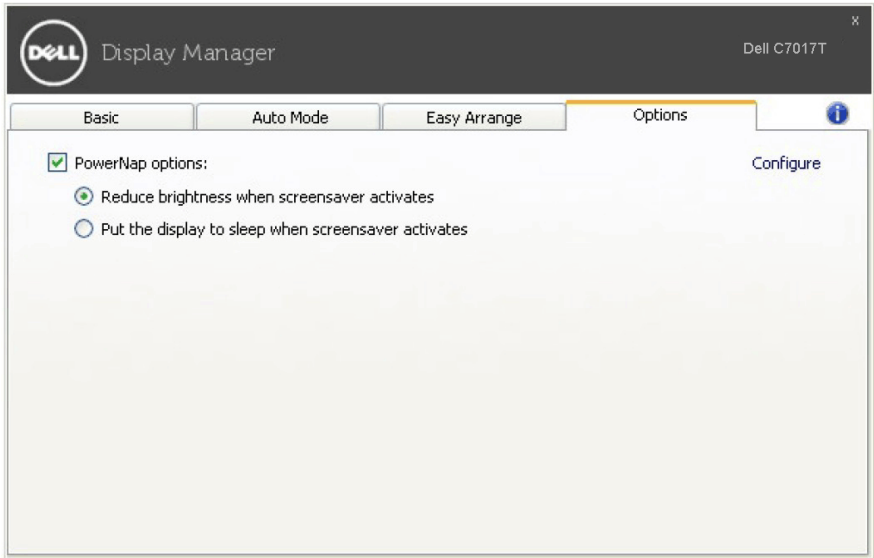 x
DELL Display Manager
Dell C7017T
Basic Auto Mode Easy Arrange Options i
PowerNap options: Configure
Reduce brightness when screensaver activates
Put the display to sleep when screensaver activates